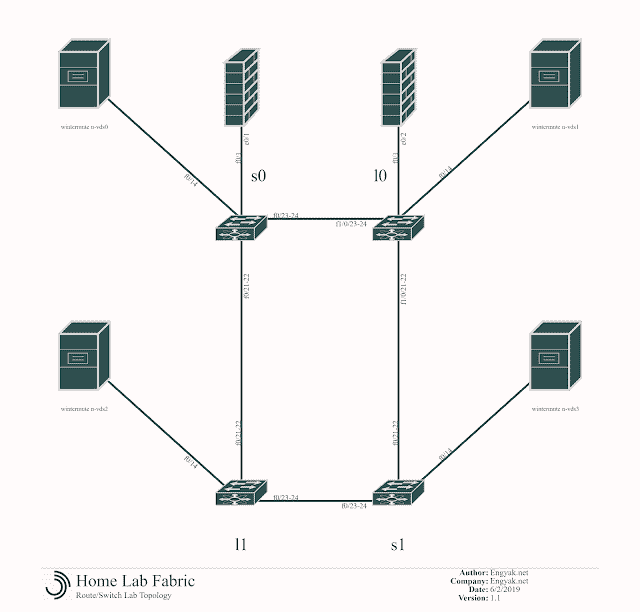 wintermute n-vds0
wintermute n-vds1
f0/14
f0/1
e0/1
s0
l0
f0/1
e0/2
f0/14
f0/23-24
f1/0/23-24
f0/21-22
f1/0/21-22
wintermute n-vds2
wintermute n-vds3
f0/14
f0/21-22
f0/21-22
f0/14
f0/23-24
f0/23-24
l1
s1
Home Lab Fabric
Route/Switch Lab Topology
Author: Engyak.net
Company: Engyak.net
Date: 6/2/2019
Version: 1.1